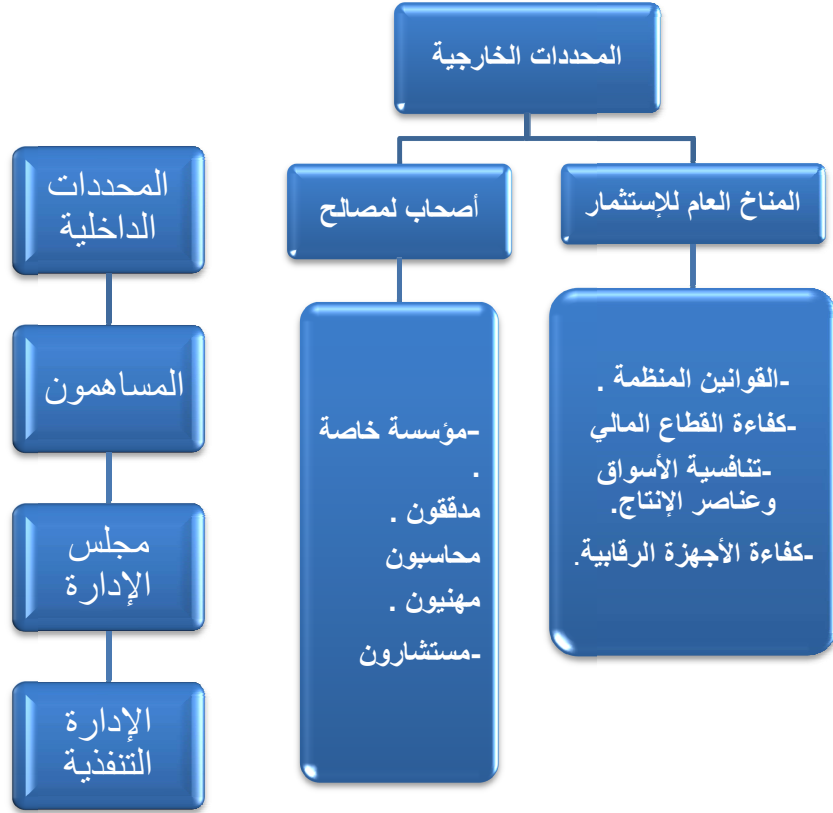 المحددات الخارجية
المناخ العام للإستثمار
أصحاب لمصالح
-القوانين المنظمة .
-كفاءة القطاع المالي
-تنافسية الأسواق
وعناصر الإنتاج.
-كفاءة الأجهزة الرقابية.
-مؤسسة خاصة
.
مدققون .
محاسبون
مهنيون .
-مستشارون
المحددات
الداخلية
المساهمون
مجلس
الإدارة
الإدارة
التنفذية